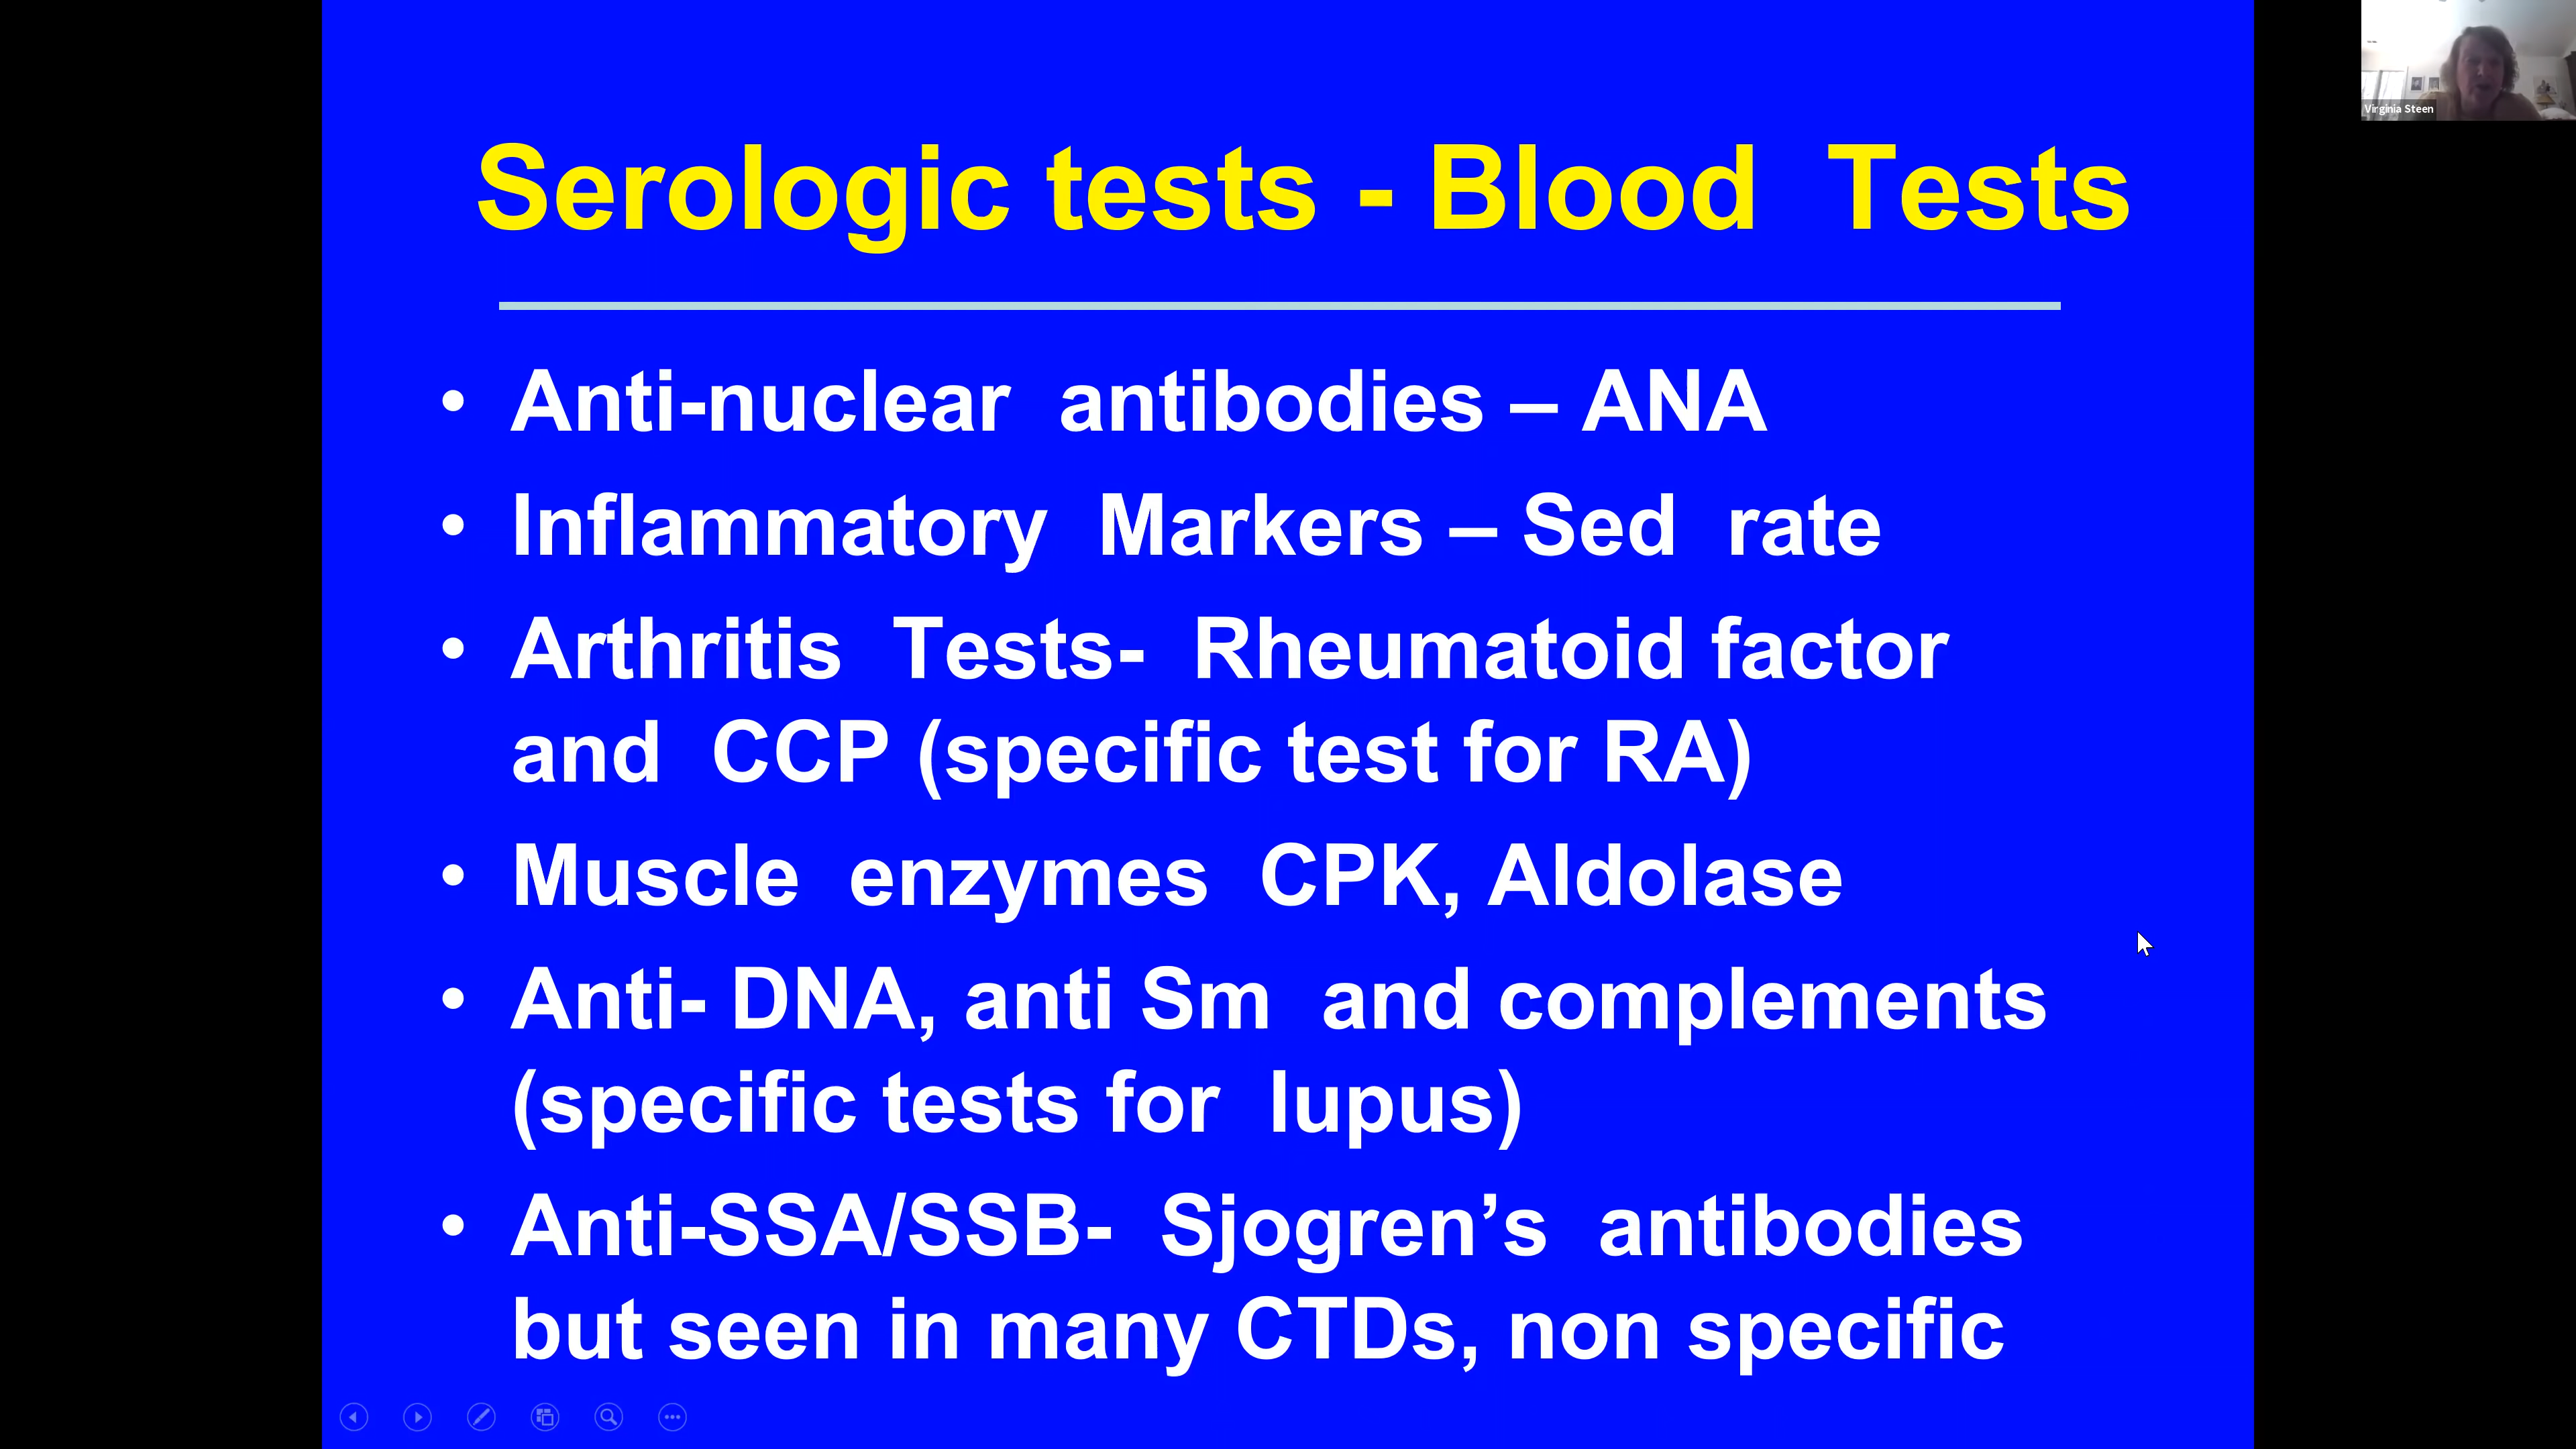 Virginia Steen
Serologic tests - Blood Tests
• Anti-nuclear antibodies – ANA
• Inflammatory Markers – Sed rate
• Arthritis Tests- Rheumatoid factor
and CCP (specific test for RA)
• Muscle enzymes CPK, Aldolase
• Anti- DNA, anti Sm and complements
(specific tests for lupus)
• Anti-SSA/SSB- Sjogren’s antibodies
but seen in many CTDs, non specific